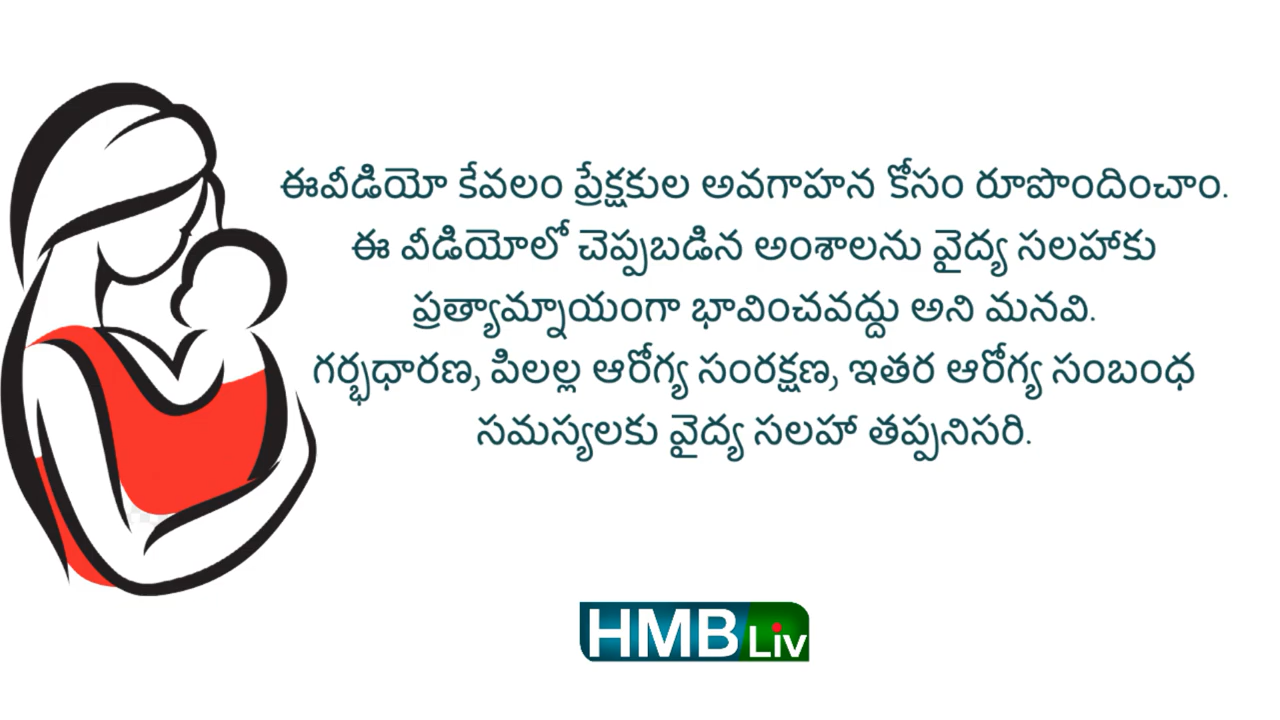 ఈవీడియో కేవలం ప్రేక్షకుల అవగాహన కోసం రూపొందించాం.
ఈ వీడియోలో చెప్పబడిన అంశాలను వైద్య సలహాకు
ప్రత్యామ్నాయంగా భావించవద్దు అని మనవి.
గర్భధారణ, పిలల్ల ఆరోగ్య సంరక్షణ, ఇతర ఆరోగ్య సంబంధ
సమస్యలకు వైద్య సలహా తప్పనిసరి.
HMB Liv